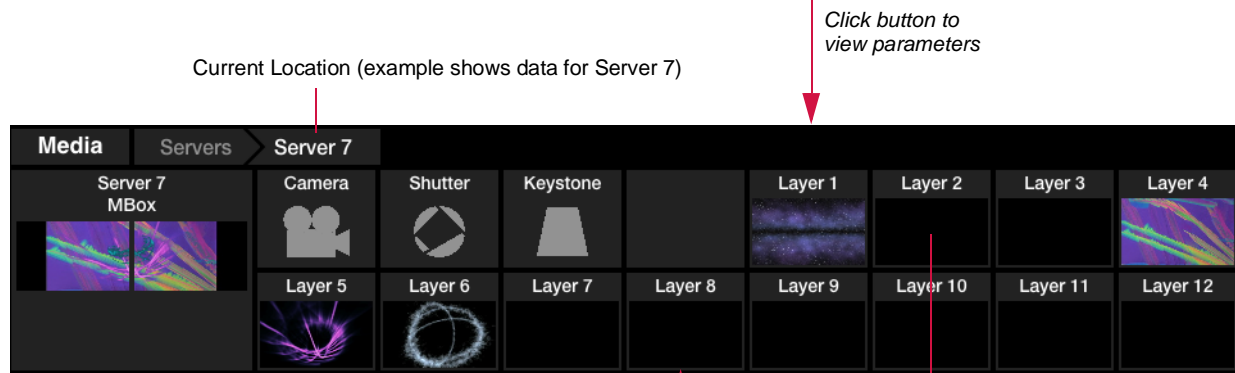 Click button to
view parameters
Current Location (example shows data for Server 7)
Media Servers Server 7
Server 7
MBox
Camera Shutter Keystone Layer 1 Layer 2 Layer 3 Layer 4
Layer 5 Layer 6 Layer 7 Layer 8 Layer 9 Layer 10 Layer 11 Layer 12